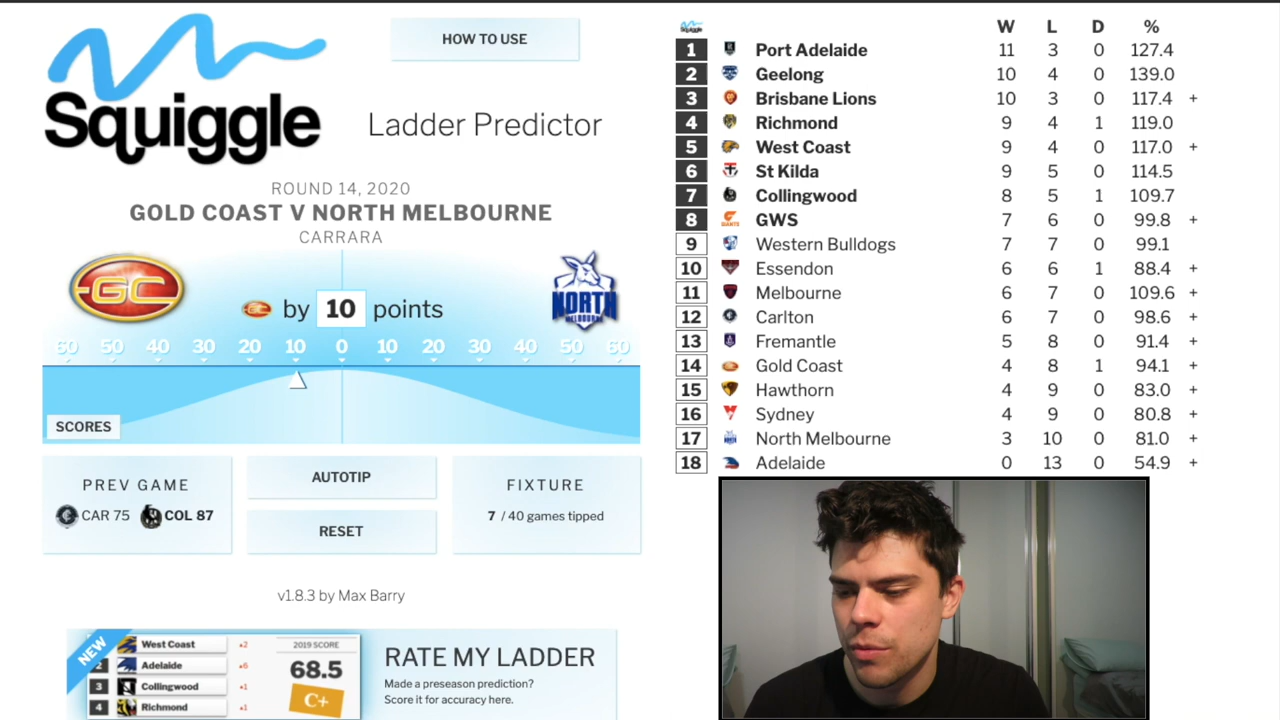 Squiggle
HOW TO USE
Ladder Predictor
ROUND 14, 2020
GOLD COAST V NORTH MELBOURNE
CARRARA
GC
by 10 points
NORTH
MELBOURNE
60 50 40 30 20 10 0 10 20 30 40 50 60
SCORES
PREV GAME
CAR 75 COL 87
AUTOTIP
RESET
FIXTURE
7 / 40 games tipped
v1.8.3 by Max Barry
NEW
West Coast 2
2 Adelaide 6
3 Collingwood 1
4 Richmond 1
2019 SCORE
68.5
C+
RATE MY LADDER
Made a preseason prediction?
Score it for accuracy here.
W L D %
1 Port Adelaide 11 3 0 127.4
2 Geelong 10 4 0 139.0
3 Brisbane Lions 10 3 0 117.4 +
4 Richmond 9 4 1 119.0
5 West Coast 9 4 0 117.0 +
6 St Kilda 9 5 0 114.5
7 Collingwood 8 5 1 109.7
8 GWS 7 6 0 99.8 +
9 Western Bulldogs 7 7 0 99.1
10 Essendon 6 6 1 88.4 +
11 Melbourne 6 7 0 109.6 +
12 Carlton 6 7 0 98.6 +
13 Fremantle 5 8 0 91.4 +
14 Gold Coast 4 8 1 94.1 +
15 Hawthorn 4 9 0 83.0 +
16 Sydney 4 9 0 80.8 +
17 North Melbourne 3 10 0 81.0 +
18 Adelaide 0 13 0 54.9 +